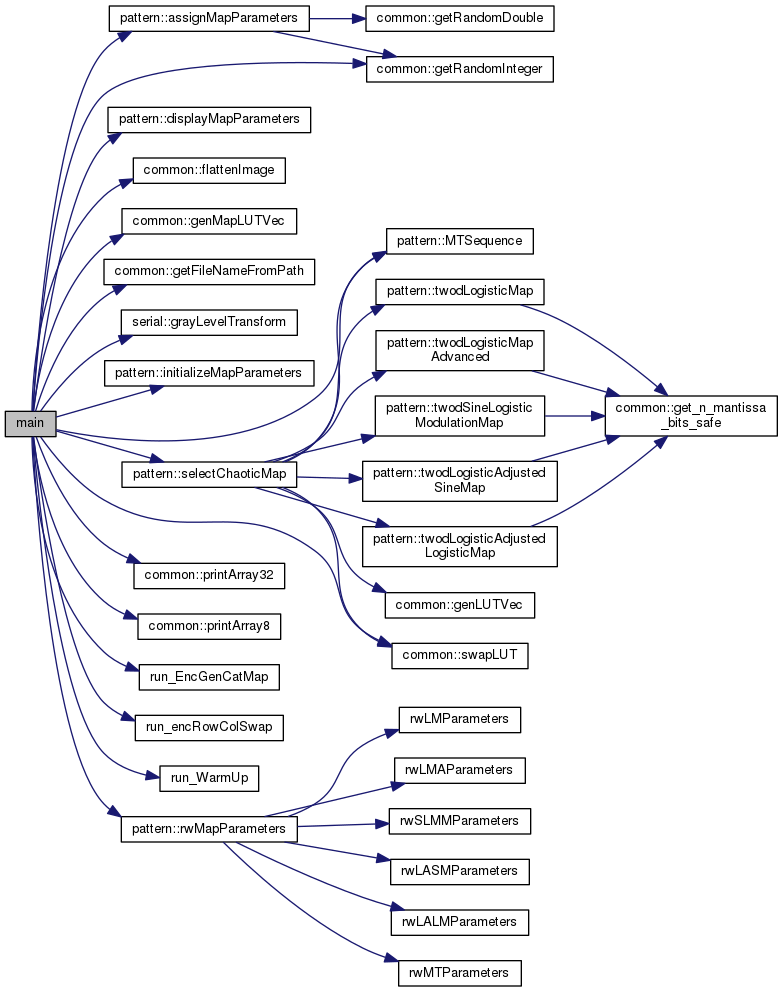 pattern::assignMapParameters
common::getRandomDouble
common::getRandomInteger
pattern::displayMapParameters
common::flattenImage
common::genMapLUTVec
pattern::MTSequence
common::getFileNameFromPath
pattern::twodLogisticMap
serial::grayLevelTransform
pattern::twodLogisticMap
Advanced
pattern::initializeMapParameters
main
pattern::twodSineLogistic
ModulationMap
common::get_n_mantissa
_bits_safe
pattern::selectChaoticMap
pattern::twodLogisticAdjusted
SineMap
pattern::twodLogisticAdjusted
LogisticMap
common::printArray32
common::genLUTVec
common::printArray8
common::swapLUT
run_EncGenCatMap
run_encRowColSwap
rwLMParameters
run_WarmUp
rwLMAParameters
pattern::rwMapParameters
rwSLMMParameters
rwLASMParameters
rwLALMParameters
rwMTParameters